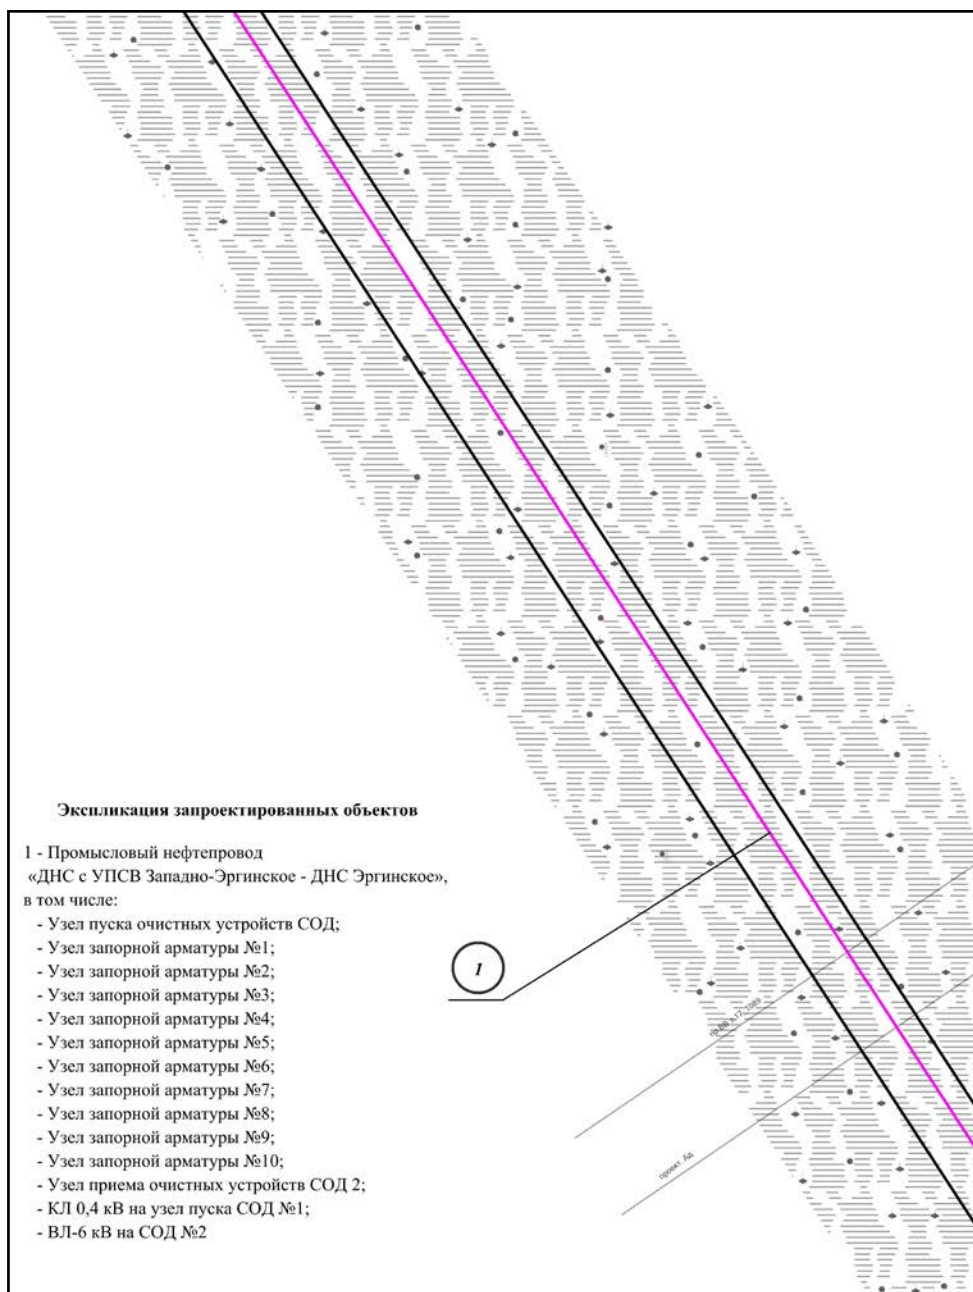 Экспликация запроектированных объектов
1 - Промысловый нефтепровод
«ДНС с УПСВ Западно-Эргинское - ДНС Эргинское»,
в том числе:
- Узел пуска очистных устройств СОД;
- Узел запорной арматуры №1;
- Узел запорной арматуры №2;
- Узел запорной арматуры №3;
- Узел запорной арматуры №4;
- Узел запорной арматуры №5;
- Узел запорной арматуры №6;
- Узел запорной арматуры №7;
- Узел запорной арматуры №8;
- Узел запорной арматуры №9;
- Узел запорной арматуры №10;
- Узел приема очистных устройств СОД 2;
- КЛ 0,4 кВ на узел пуска СОД №1;
- ВЛ-6 кВ на СОД №2
1
проект. Ад